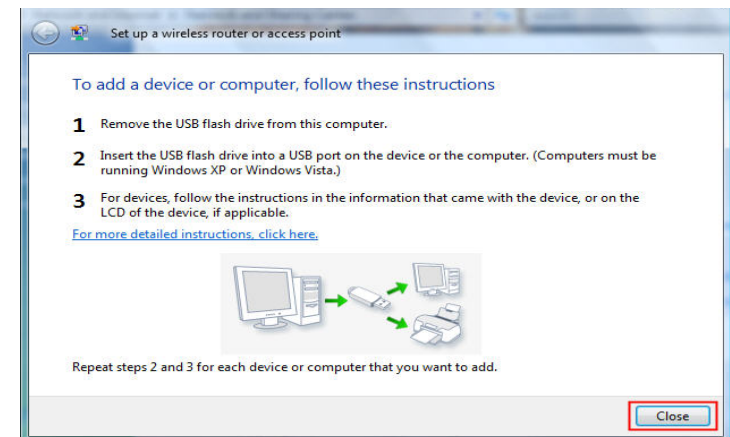 Set up a wireless router or access point
To add a device or computer, follow these instructions
1 Remove the USB flash drive from this computer.
2 Insert the USB flash drive into a USB port on the device or the computer. (Computers must be
running Windows XP or Windows Vista.)
3 For devices, follow the instructions in the information that came with the device, or on the
LCD of the device, if applicable.
For more detailed instructions, click here.
Repeat steps 2 and 3 for each device or computer that you want to add.
Close